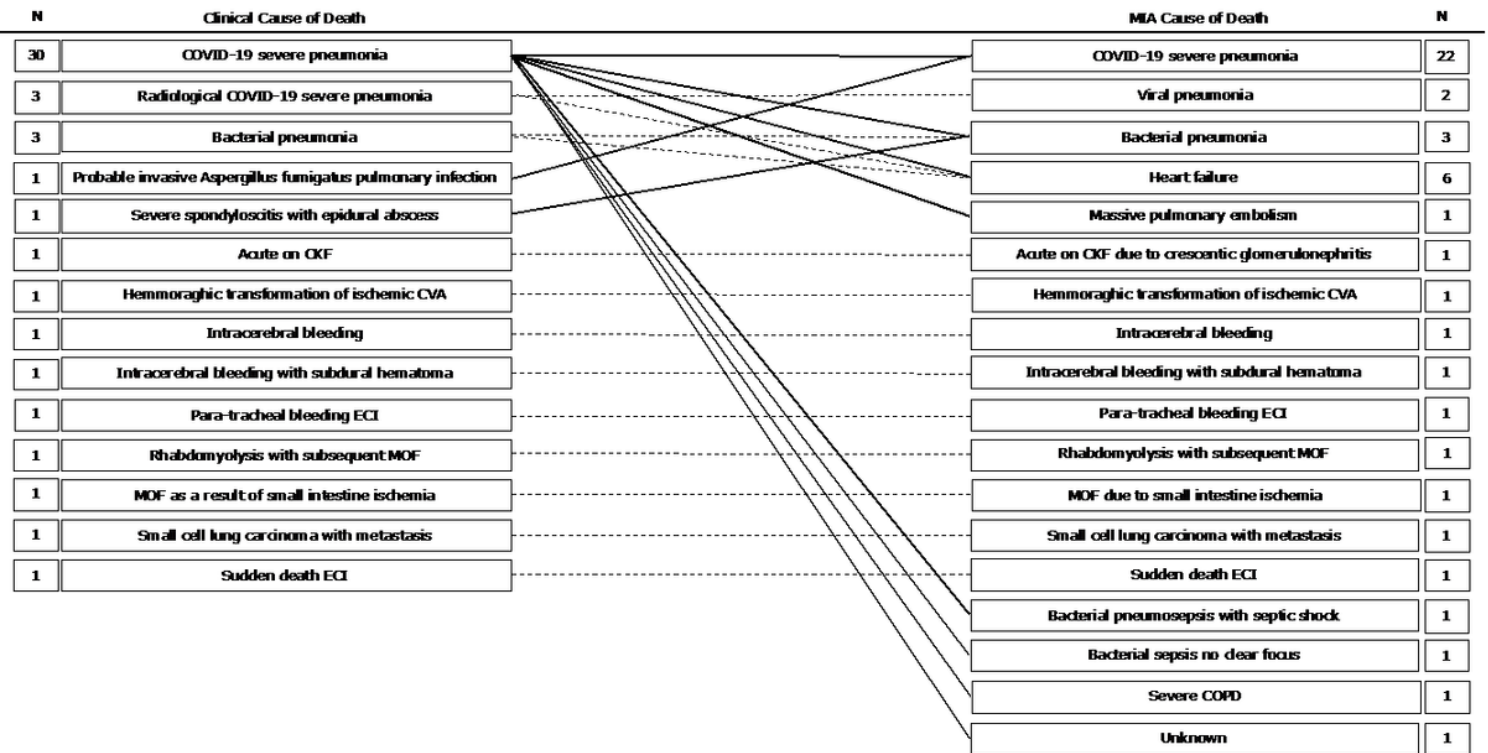 N Clinical Cause of Death MIA Cause of Death N
30 COVID-19 severe pneumonia COVID-19 severe pneumonia 22
3 Radiological COVID-19 severe pneumonia Viral pneumonia 2
3 Bacterial pneumonia Bacterial pneumonia 3
1 Probable invasive Aspergillus fumigatus pulmonary infection Heart failure 6
1 Severe spondyloscitis with epidural abscess Massive pulmonary embolism 1
1 Acute on CKF Acute on CKF due to crescentic glomerulonephritis 1
1 Hemmoraghic transformation of ischemic CVA Hemmoraghic transformation of ischemic CVA 1
1 Intracerebral bleeding Intracerebral bleeding 1
1 Intracerebral bleeding with subdural hematoma Intracerebral bleeding with subdural hematoma 1
1 Para-tracheal bleeding ECI Para-tracheal bleeding ECI 1
1 Rhabdomyolysis with subsequent MOF Rhabdomyolysis with subsequent MOF 1
1 MOF as a result of small intestine ischemia MOF due to small intestine ischemia 1
1 Small cell lung carcinoma with metastasis Small cell lung carcinoma with metastasis 1
1 Sudden death ECI Sudden death ECI 1
Bacterial pneumosepsis with septic shock 1
Bacterial sepsis no clear focus 1
Severe COPD 1
Unknown 1